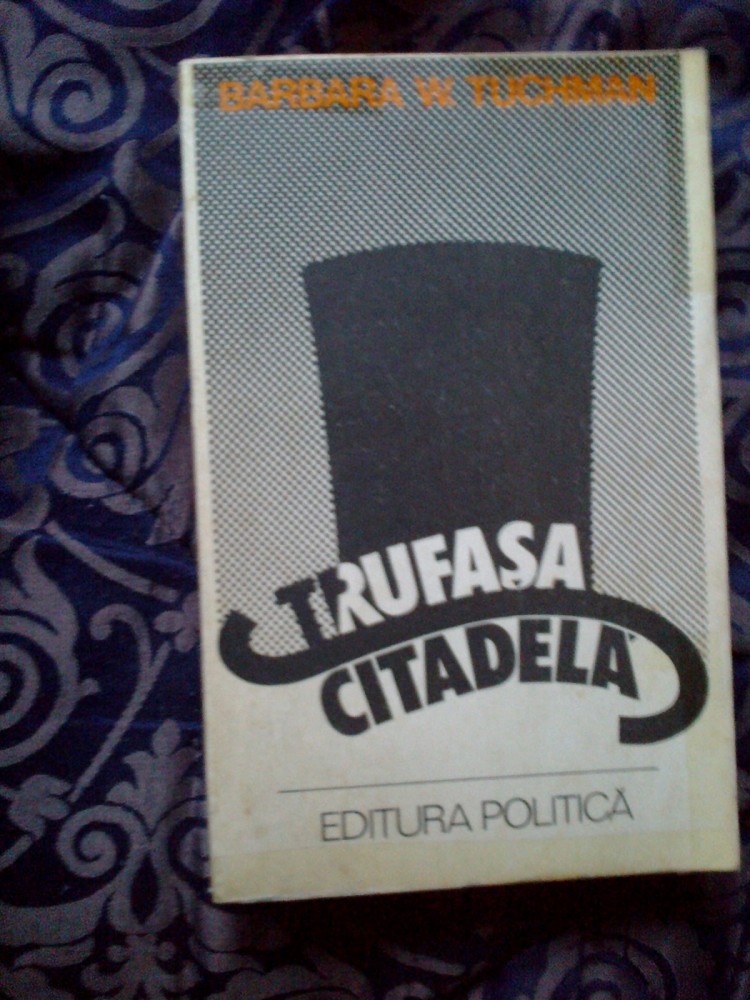 BARBARA W. TUCHMAN
TRUFAȘA
CITADELĂ
EDITURA POLITICĂ